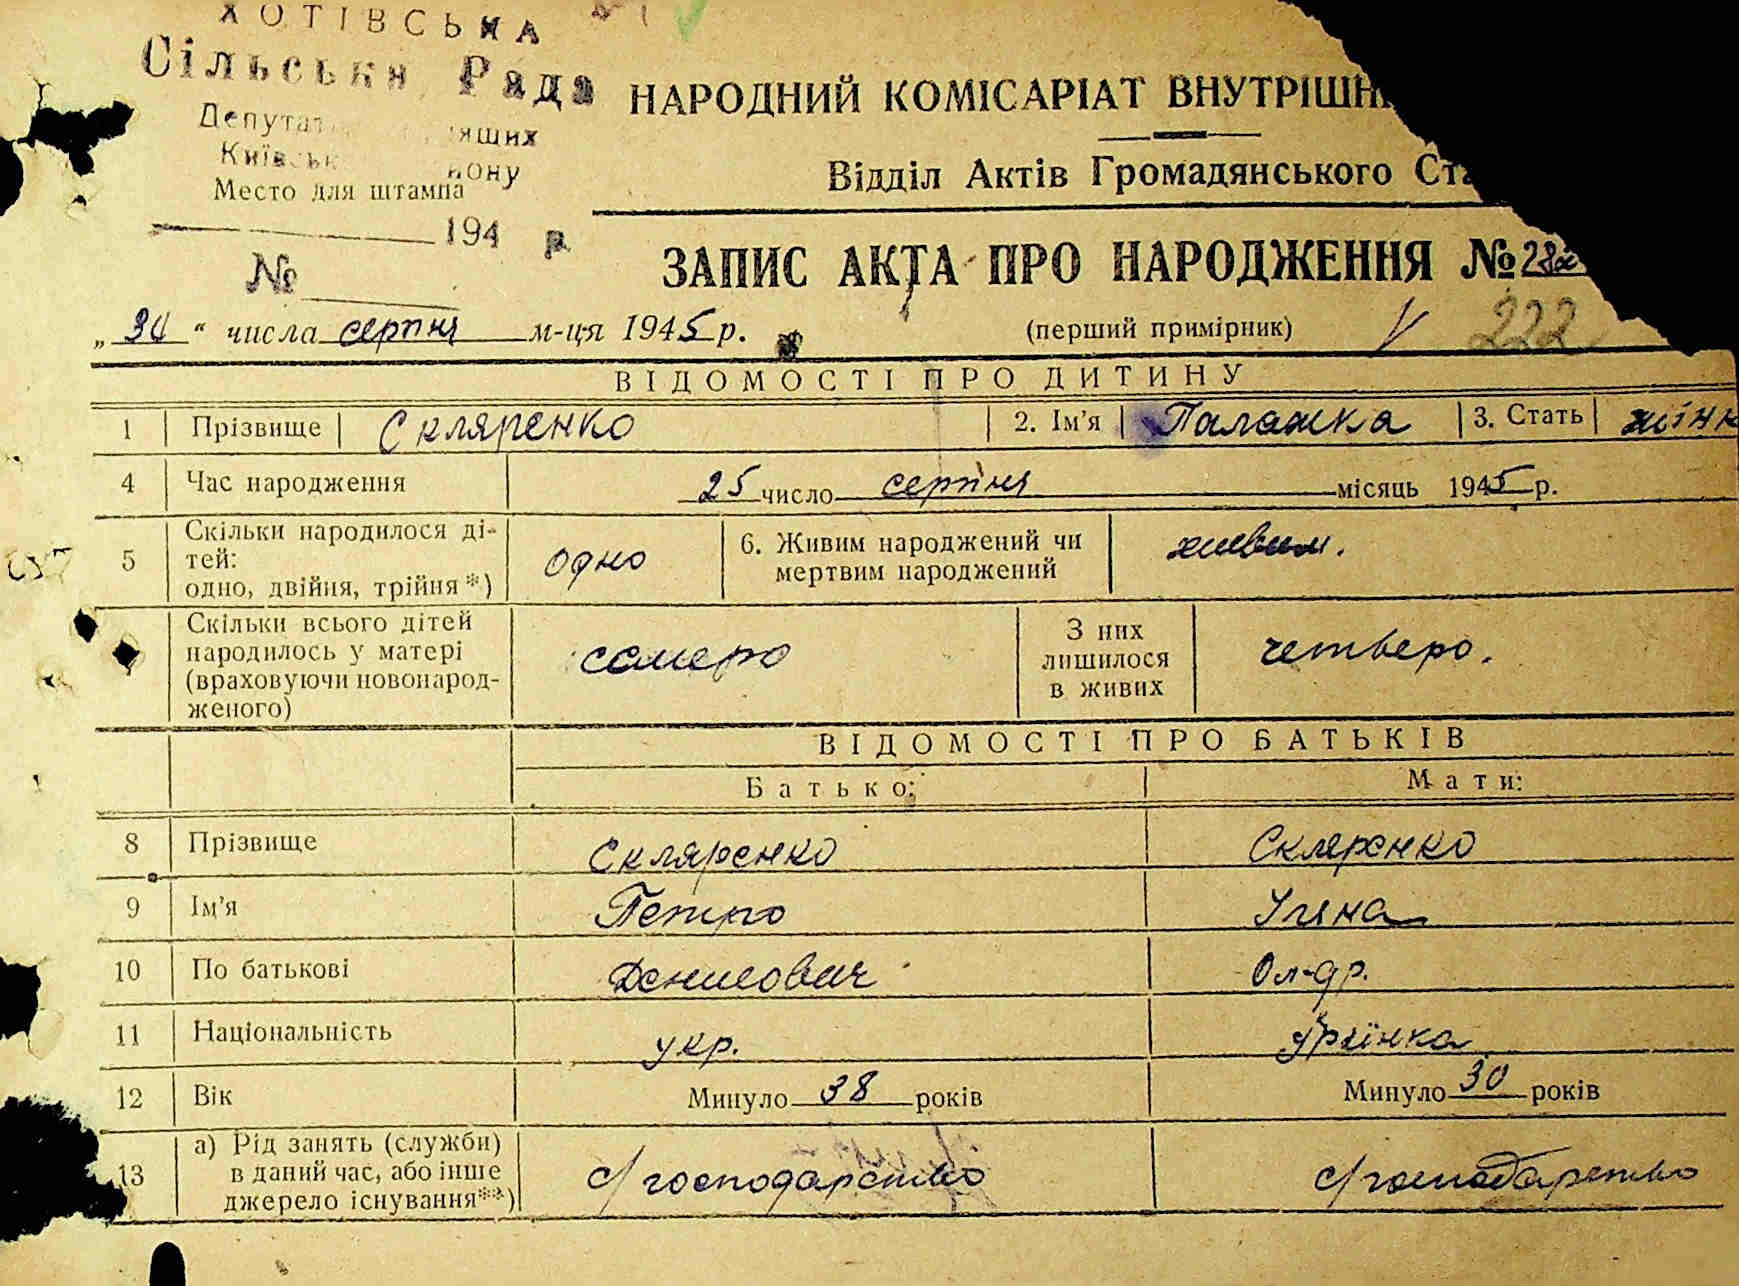 ХОТІВСЬКА
Сільська Рада
Депутат ящих
Київськ йону
Место для штампа
194 р.
№
НАРОДНИЙ КОМІСАРІАТ ВНУТРІШН
Відділ Актів Громадянського Ста
ЗАПИС АКТА ПРО НАРОДЖЕННЯ №
„ “ числа серпня м-ця 1945 р.
(перший примірник) V 222
ВІДОМОСТІ ПРО ДИТИНУ
1 Прізвище Скляренко 2. Ім'я Палажка 3. Стать жінк
4 Час народження 25 число серпня місяць 1945 р.
5 Скільки народилося ді-
тей:
одно, двійня, трійня*)
одно
6. Живим народжений чи
мертвим народжений
живим.
Скільки всього дітей
народилось у матері
(враховуючи новонарод-
женого)
семеро
З них
лишилося
в живих
четверо.
ВІДОМОСТІ ПРО БАТЬКІВ
Батько: Мати:
8 Прізвище Скляренко Скляренко
9 Ім'я Петро Уляна
10 По батькові Денисович Ол-др.
11 Національність укр. Українка
12 Вік Минуло 38 років Минуло 30 років
13 а) Рід занять (служби)
в даний час, або інше
джерело існування**)
с/господарство с/господарство